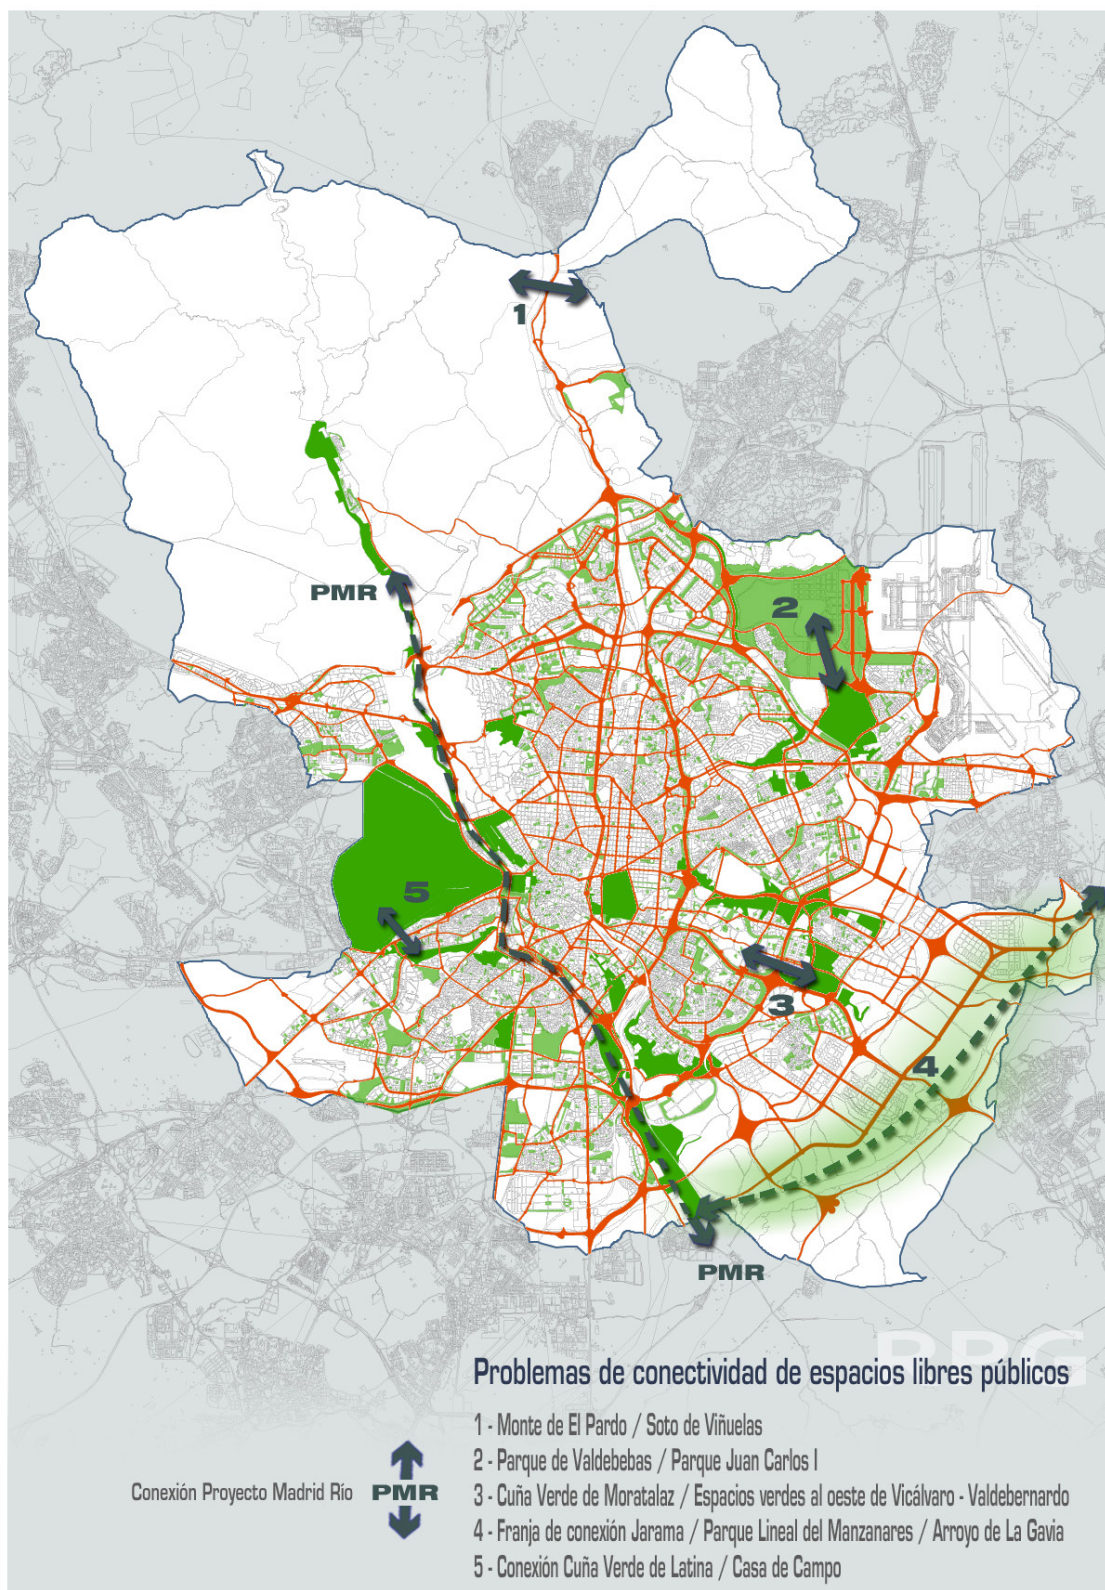 1
PMR
2
5
3
4
PMR
RPG
Problemas de conectividad de espacios libres públicos
1 - Monte de El Pardo / Soto de Viñuelas
2 - Parque de Valdebebas / Parque Juan Carlos I
Conexión Proyecto Madrid Río PMR
3 - Cuña Verde de Moratalaz / Espacios verdes al oeste de Vicálvaro - Valdebernardo
4 - Franja de conexión Jarama / Parque Lineal del Manzanares / Arroyo de La Gavia
5 - Conexión Cuña Verde de Latina / Casa de Campo